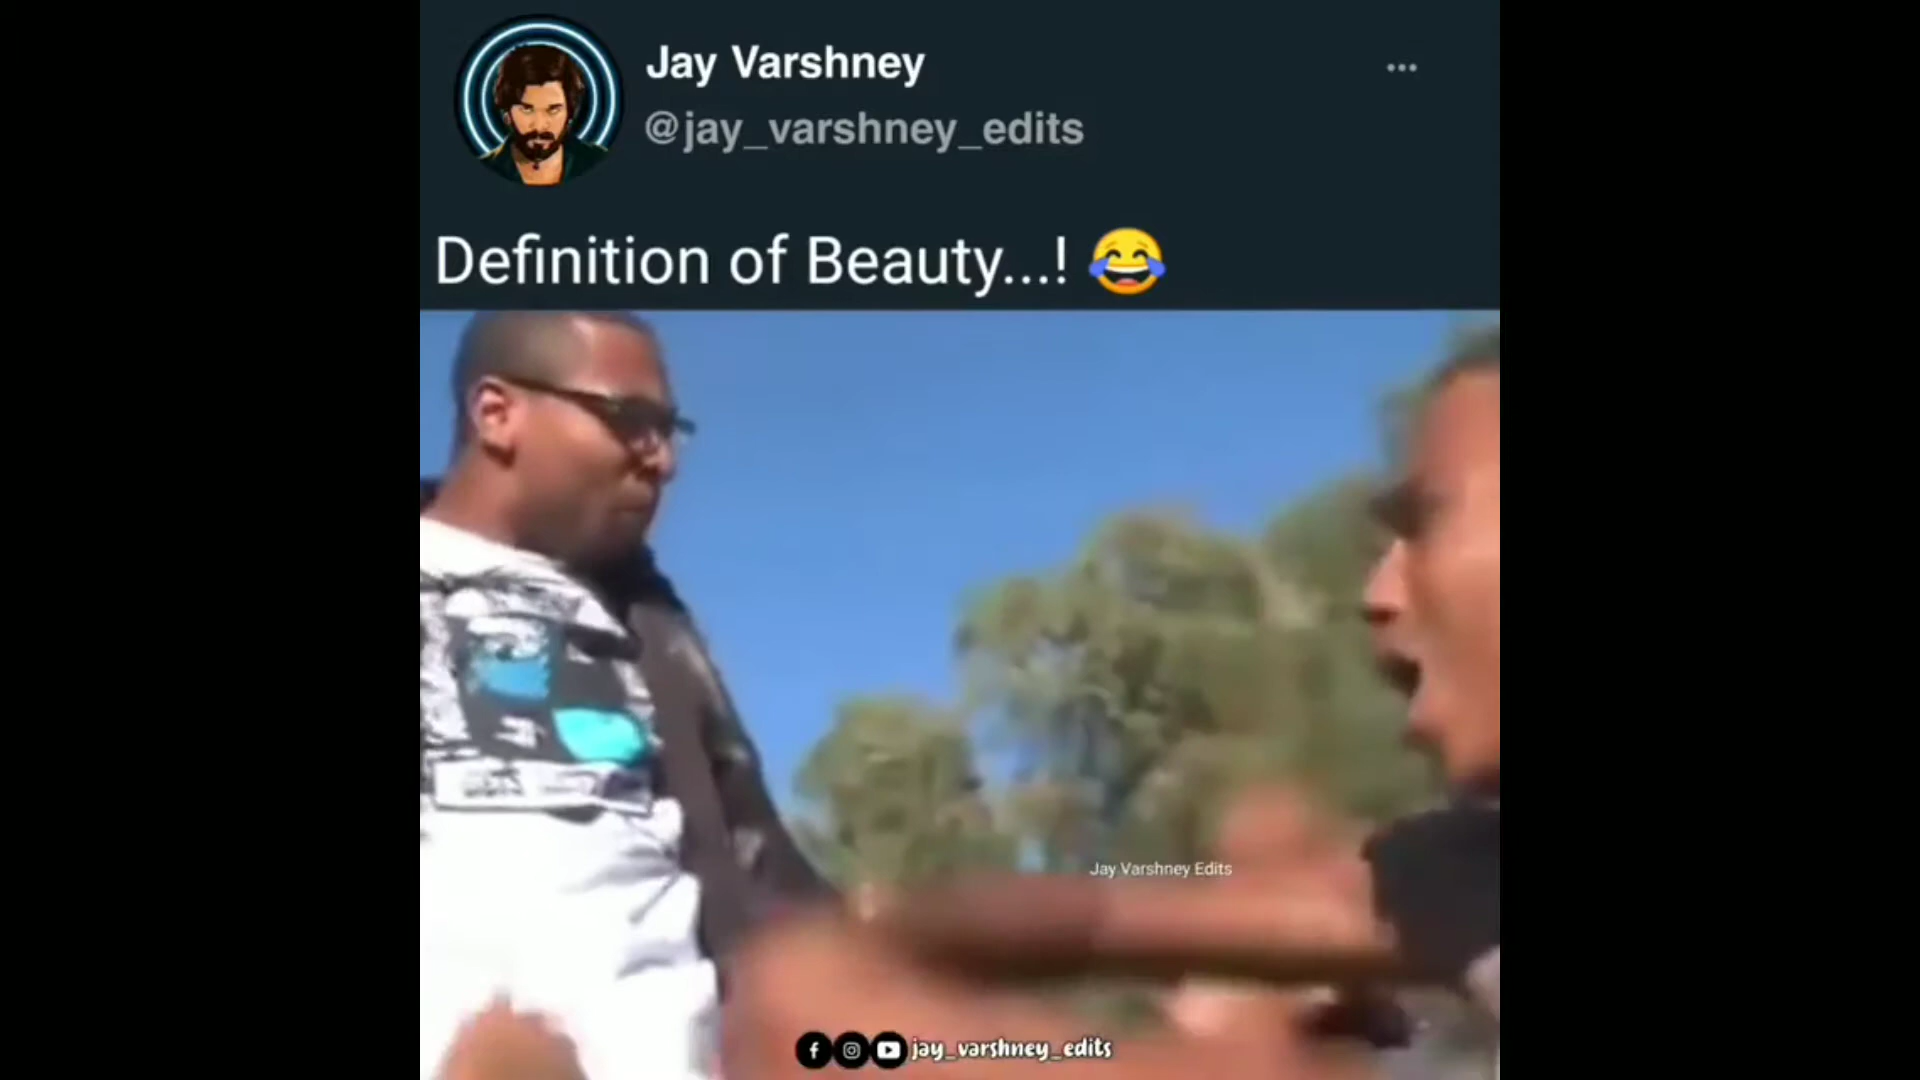 Jay Varshney
@jay_varshney_edits
Definition of Beauty...! 😂
Jay Varshney Edits
jay_varshney_edits